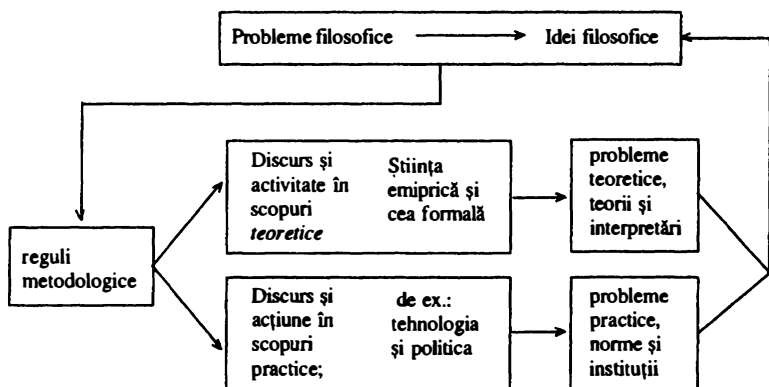 Probleme filosofice Idei filosofice
Discurs și
activitate în
scopuri
teoretice
Știința
emiprică și
cea formală
probleme
teoretice,
teorii și
interpretări
reguli
metodologice
Discurs și
acțiune în
scopuri
practice;
de ex.:
tehnologia
și politica
probleme
practice,
norme și
instituții